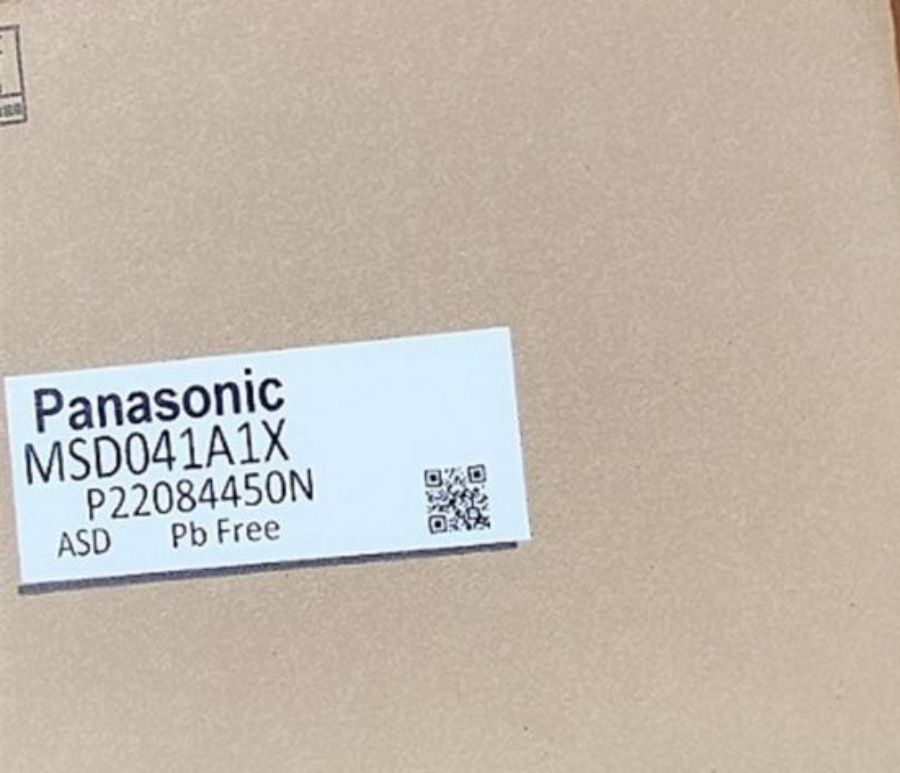 Panasonic
MSD041A1X
P22084450N
ASD Pb Free